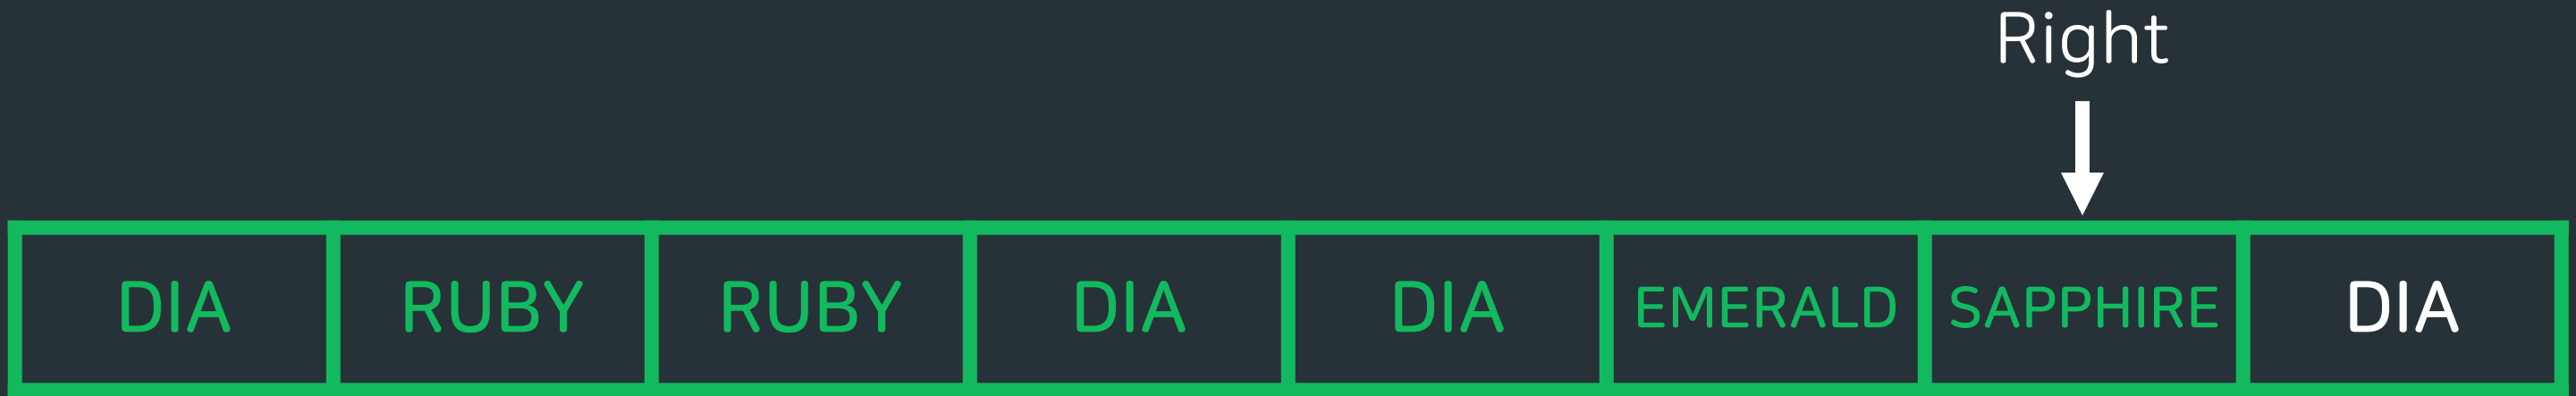 Right
DIA RUBY RUBY DIA DIA EMERALD SAPPHIRE DIA